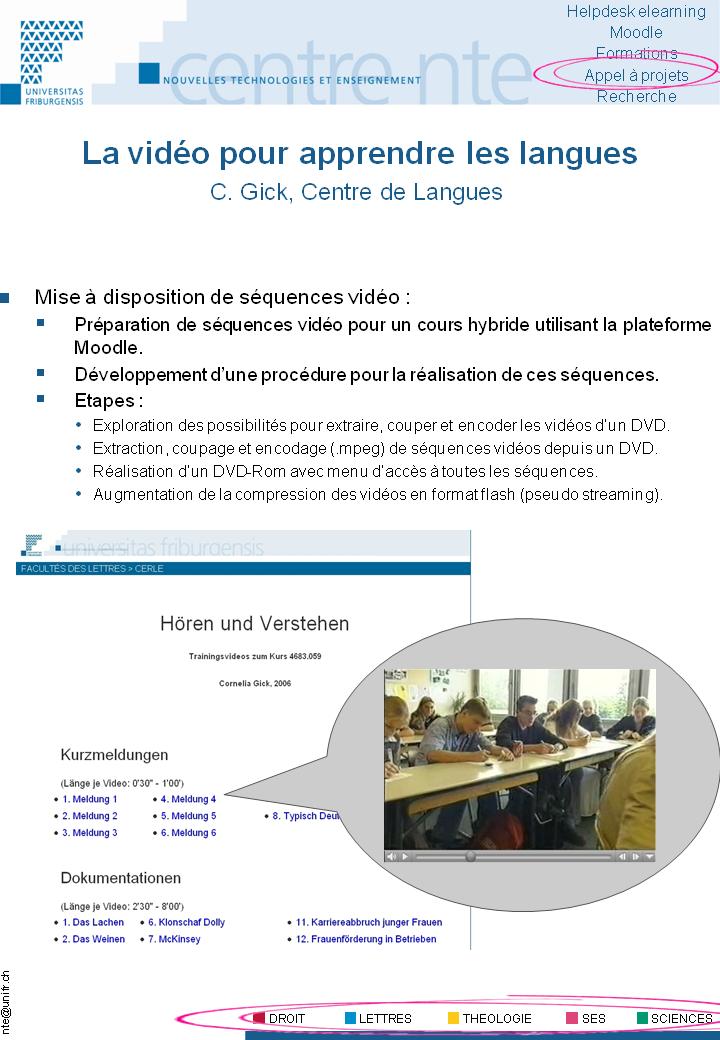 Helpdesk elearning
Moodle
Formations
Appel à projets
Recherche
centre nte
NOUVELLES TECHNOLOGIES ET ENSEIGNEMENT
UNIVERSITAS
FRIBURGENSIS
La vidéo pour apprendre les langues
C. Gick, Centre de Langues
Mise à disposition de séquences vidéo :
Préparation de séquences vidéo pour un cours hybride utilisant la plateforme
Moodle.
Développement d'une procédure pour la réalisation de ces séquences.
Etapes :
• Exploration des possibilités pour extraire, couper et encoder les vidéos d'un DVD.
• Extraction, coupage et encodage (.mpeg) de séquences vidéos depuis un DVD.
• Réalisation d'un DVD-Rom avec menu d'accès à toutes les séquences.
• Augmentation de la compression des vidéos en format flash (pseudo streaming).
universitas friburgensis
FACULTÉS DES LETTRES > CERLE
Hören und Verstehen
Trainingsvideos zum Kurs 4683.059
Cornelia Gick, 2006
Kurzmeldungen
(Länge je Video: 0'30" - 1'00')
• 1. Meldung 1 • 4. Meldung 4
• 2. Meldung 2 • 5. Meldung 5 • 8. Typisch
• 3. Meldung 3 • 6. Meldung 6
Dokumentationen
(Länge je Video: 2'30" - 8'00')
• 1. Das Lachen • 6. Klonschaf Dolly • 11. Karriereabbruch junger Frauen
• 2. Das Weinen • 7. McKinsey • 12. Frauenförderung in Betrieben
nte@unifr.ch
DROIT LETTRES THEOLOGIE SES SCIENCES